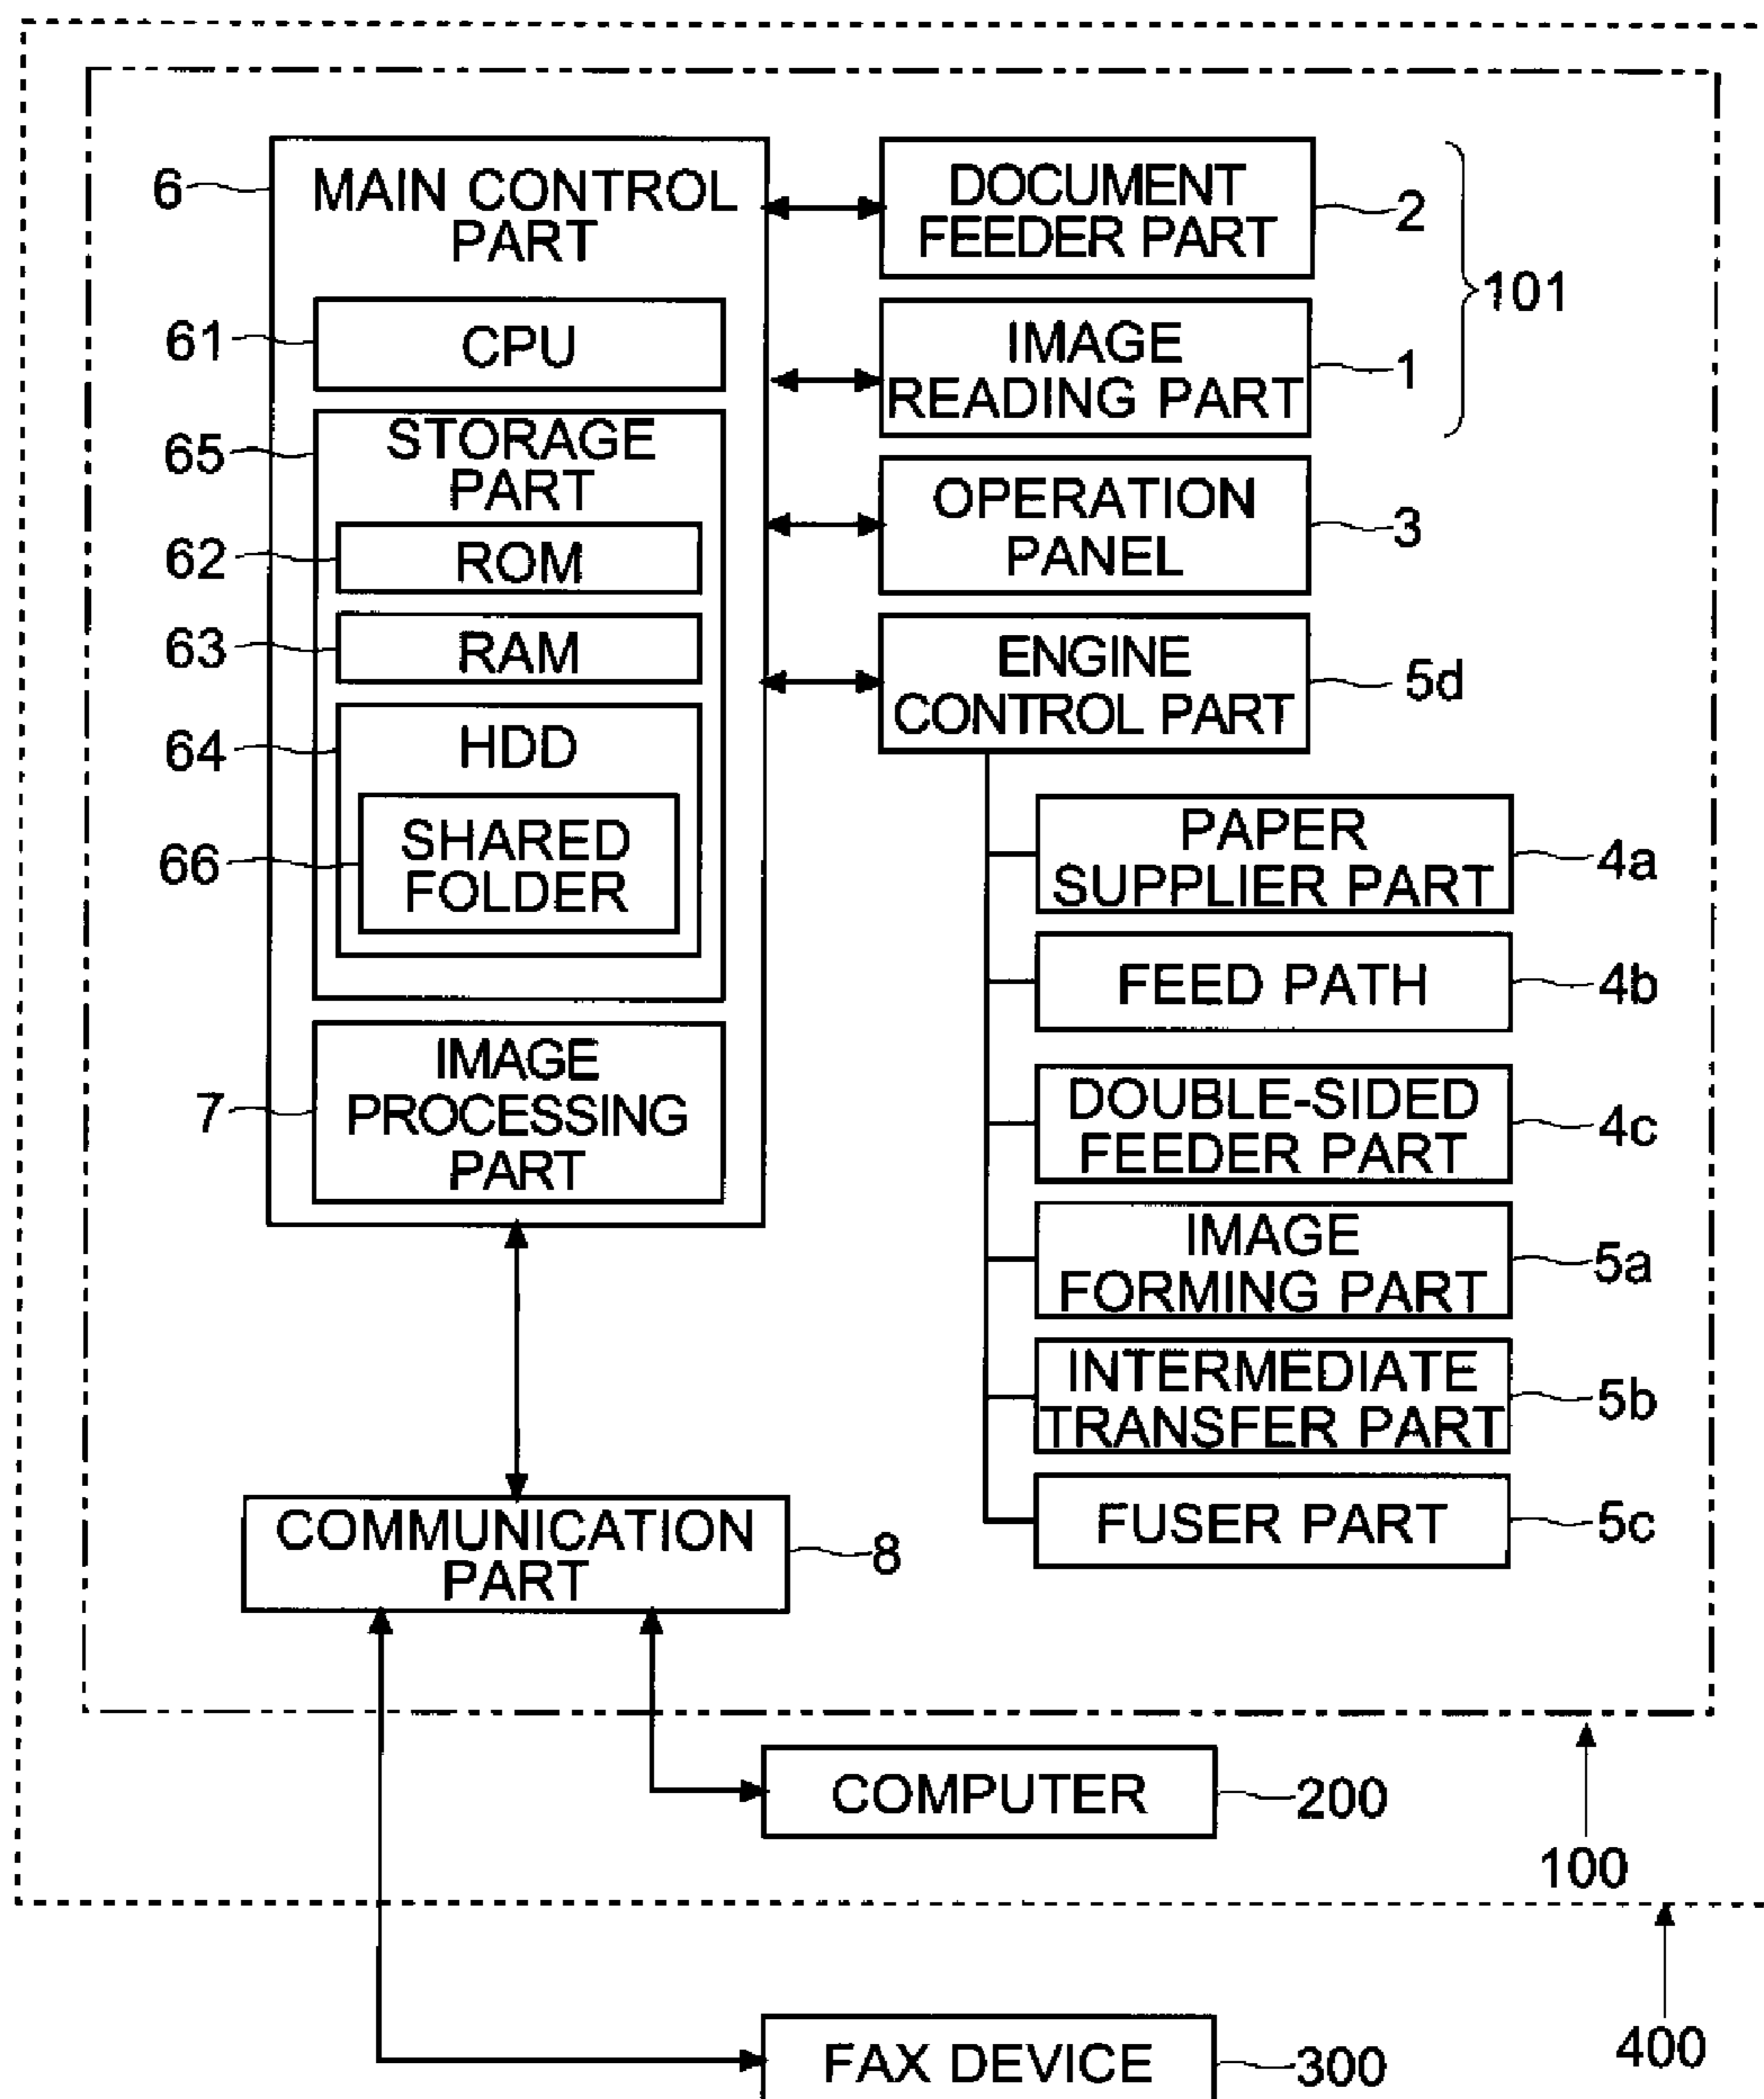 6
MAIN CONTROL
PART
61
CPU
65
STORAGE
PART
62
ROM
63
RAM
64
HDD
66
SHARED
FOLDER
7
IMAGE
PROCESSING
PART
DOCUMENT
FEEDER PART
2
IMAGE
READING PART
1
101
OPERATION
PANEL
3
ENGINE
CONTROL PART
5d
PAPER
SUPPLIER PART
4a
FEED PATH
4b
DOUBLE-SIDED
FEEDER PART
4c
IMAGE
FORMING PART
5a
INTERMEDIATE
TRANSFER PART
5b
FUSER PART
5c
COMMUNICATION
PART
8
COMPUTER
200
100
FAX DEVICE
300
400